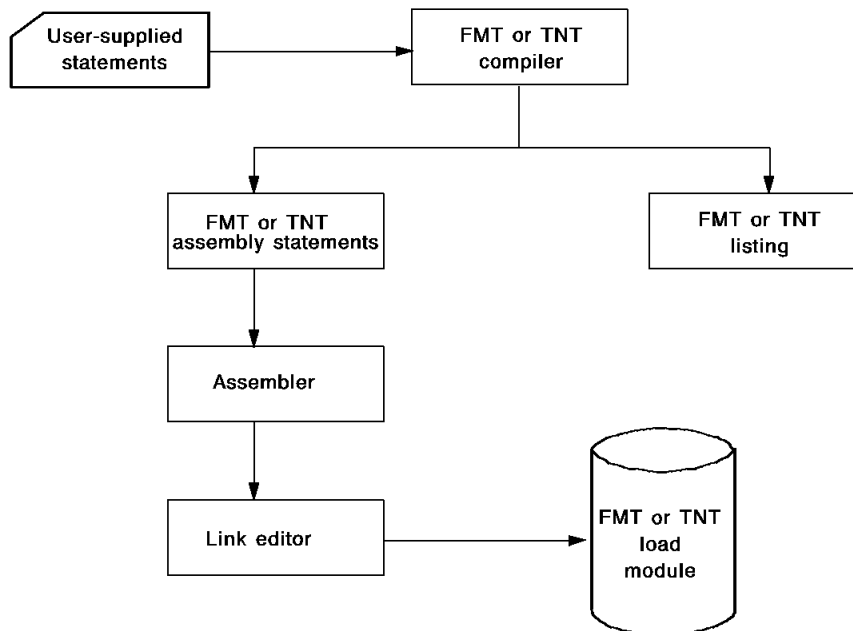 User-supplied
statements
FMT or TNT
compiler
FMT or TNT
assembly statements
FMT or TNT
listing
Assembler
Link editor
FMT or TNT
load
module